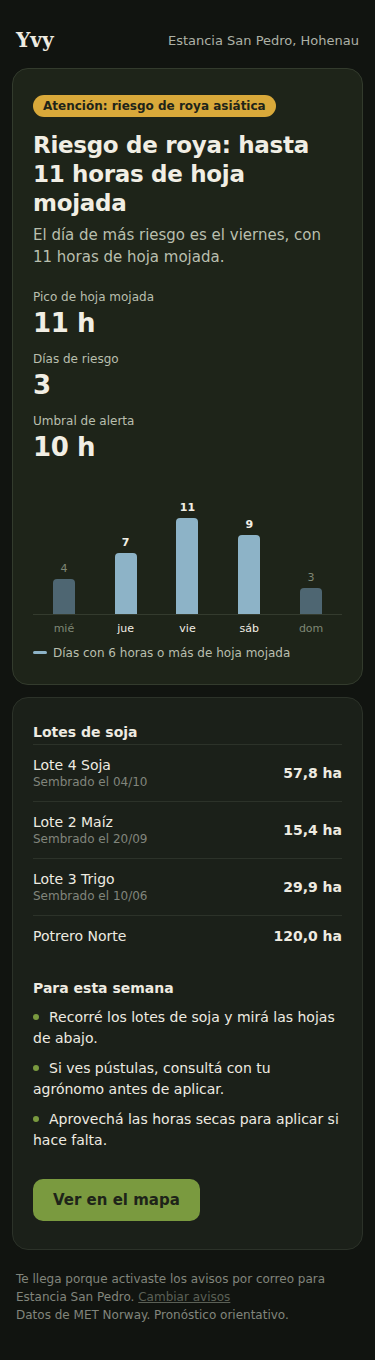 Yvy
Estancia San Pedro, Hohenau
Atención: riesgo de roya asiática
Riesgo de roya: hasta
11 horas de hoja
mojada
El día de más riesgo es el viernes, con
11 horas de hoja mojada.
Pico de hoja mojada
11 h
Días de riesgo
3
Umbral de alerta
10 h
4
7
11
9
3
mié
jue
vie
sáb
dom
Días con 6 horas o más de hoja mojada
Lotes de soja
Lote 4 Soja
Sembrado el 04/10
57,8 ha
Lote 2 Maíz
Sembrado el 20/09
15,4 ha
Lote 3 Trigo
Sembrado el 10/06
29,9 ha
Potrero Norte
120,0 ha
Para esta semana
Recorré los lotes de soja y mirá las hojas
de abajo.
Si ves pústulas, consultá con tu
agrónomo antes de aplicar.
Aprovechá las horas secas para aplicar si
hace falta.
Ver en el mapa
Te llega porque activaste los avisos por correo para
Estancia San Pedro. Cambiar avisos
Datos de MET Norway. Pronóstico orientativo.